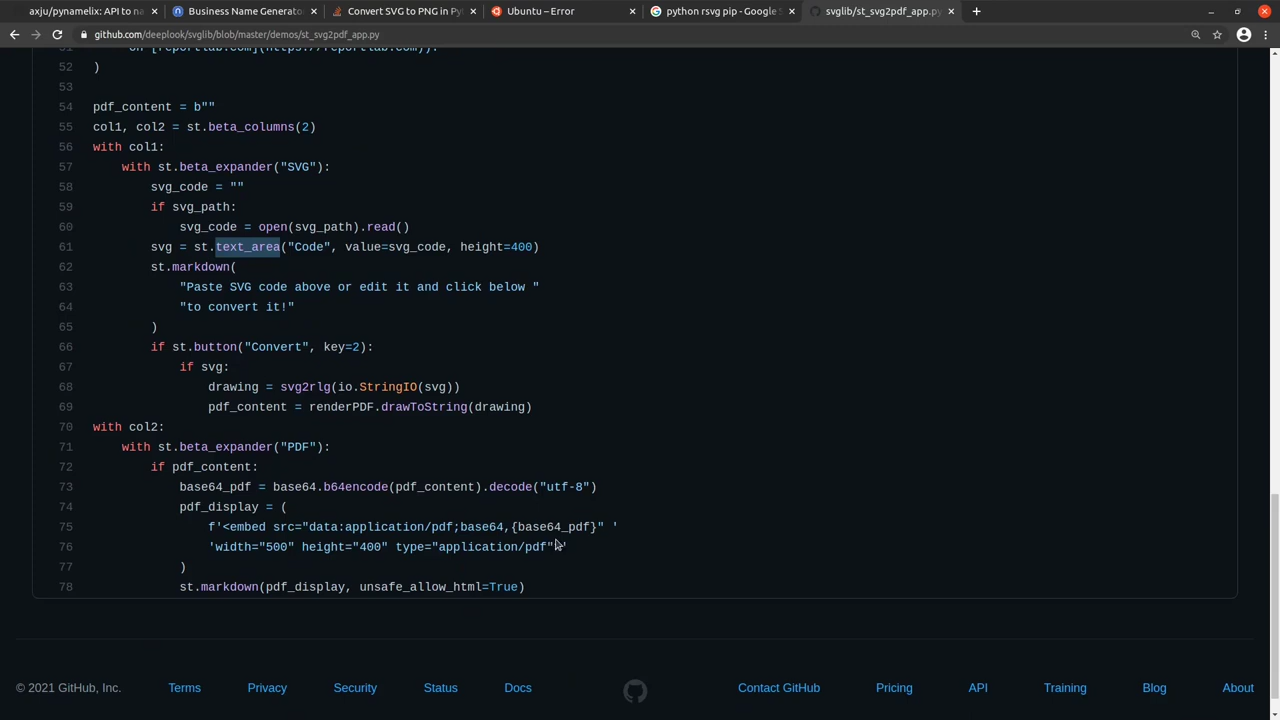 axju/pynamelix: API to na
Business Name Generator
Convert SVG to PNG in Py
Ubuntu – Error
python rsvg pip - Google S
svglib/st_svg2pdf_app.py
github.com/deeplook/svglib/blob/master/demos/st_svg2pdf_app.py
51 on [reportlab.com](https://reportlab.com)).
52 )
53
54 pdf_content = b""
55 col1, col2 = st.beta_columns(2)
56 with col1:
57 with st.beta_expander("SVG"):
58 svg_code = ""
59 if svg_path:
60 svg_code = open(svg_path).read()
61 svg = st.text_area("Code", value=svg_code, height=400)
62 st.markdown(
63 "Paste SVG code above or edit it and click below "
64 "to convert it!"
65 )
66 if st.button("Convert", key=2):
67 if svg:
68 drawing = svg2rlg(io.StringIO(svg))
69 pdf_content = renderPDF.drawToString(drawing)
70 with col2:
71 with st.beta_expander("PDF"):
72 if pdf_content:
73 base64_pdf = base64.b64encode(pdf_content).decode("utf-8")
74 pdf_display = (
75 f'<embed src="data:application/pdf;base64,{base64_pdf}" '
76 'width="500" height="400" type="application/pdf">'
77 )
78 st.markdown(pdf_display, unsafe_allow_html=True)
© 2021 GitHub, Inc. Terms Privacy Security Status Docs Contact GitHub Pricing API Training Blog About